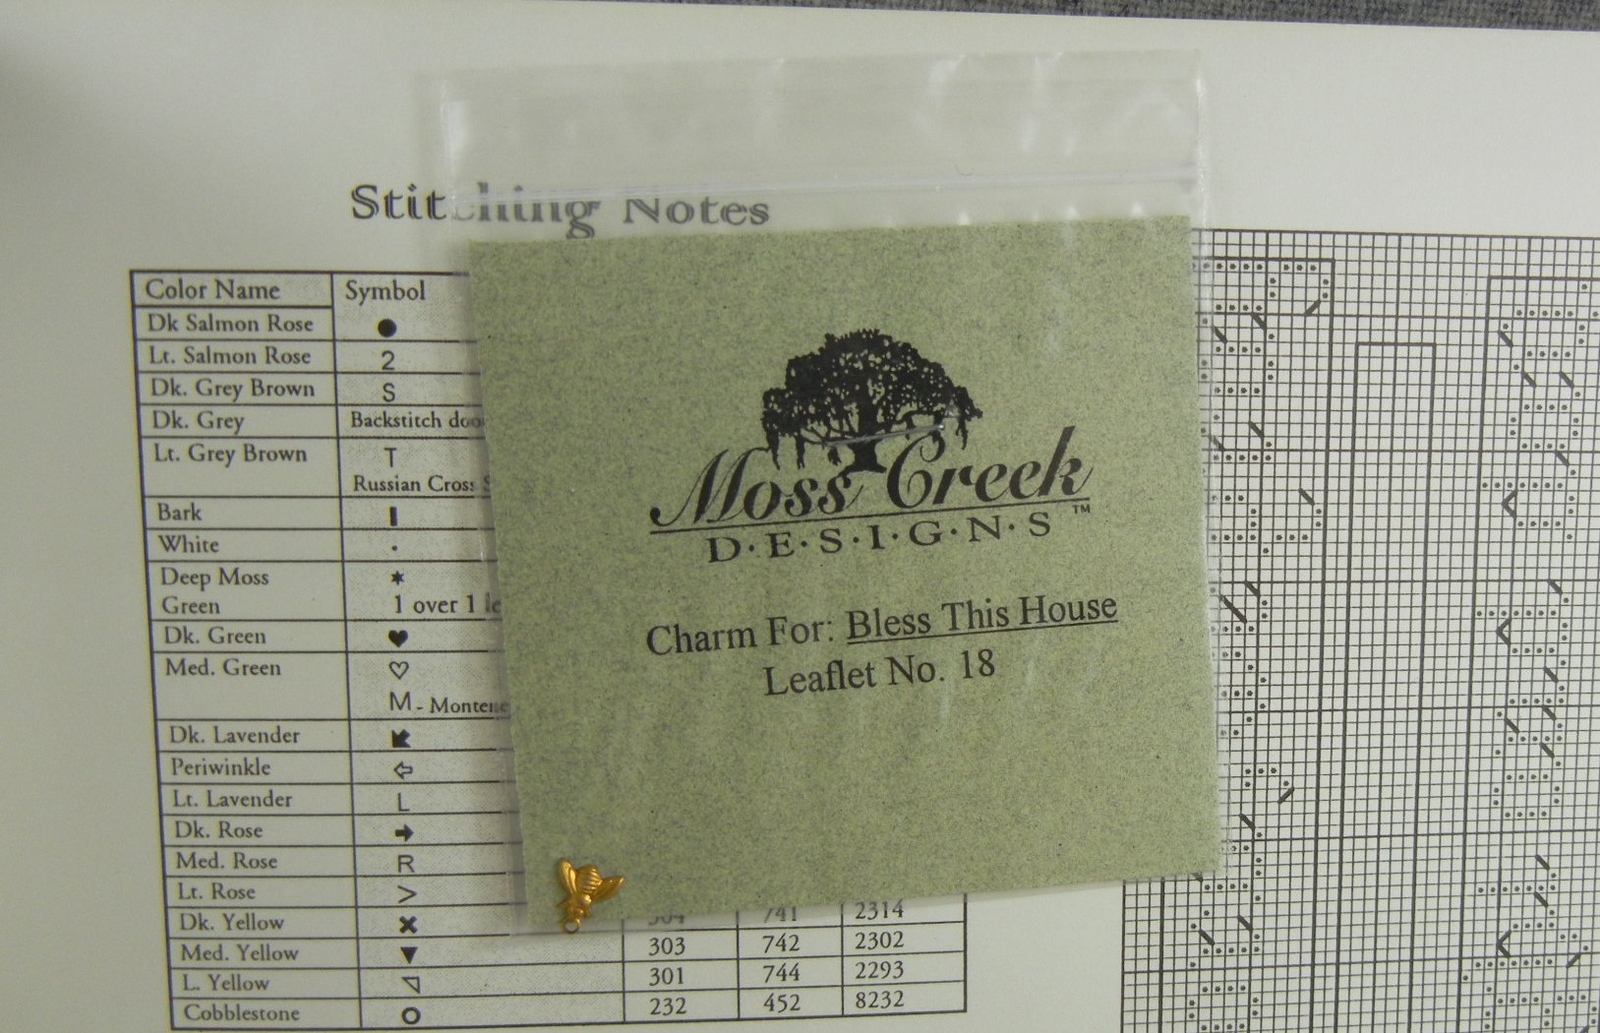 Stitching Notes
Color Name Symbol
Dk Salmon Rose ●
Lt. Salmon Rose 2
Dk. Grey Brown S
Dk. Grey Backstitch
Lt. Grey Brown T
Russian Cross
Bark
White
Deep Moss ✶
Green 1 over 1
Dk. Green ♥
Med. Green ♡
M -
Dk. Lavender
Periwinkle
Lt. Lavender L
Dk. Rose
Med. Rose R
Lt. Rose >
Dk. Yellow ✖ 304 741 2314
Med. Yellow ▼ 303 742 2302
L. Yellow 301 744 2293
Cobblestone O 232 452 8232
Moss Creek
D·E·S·I·G·N·S ™
Charm For: Bless This House
Leaflet No. 18